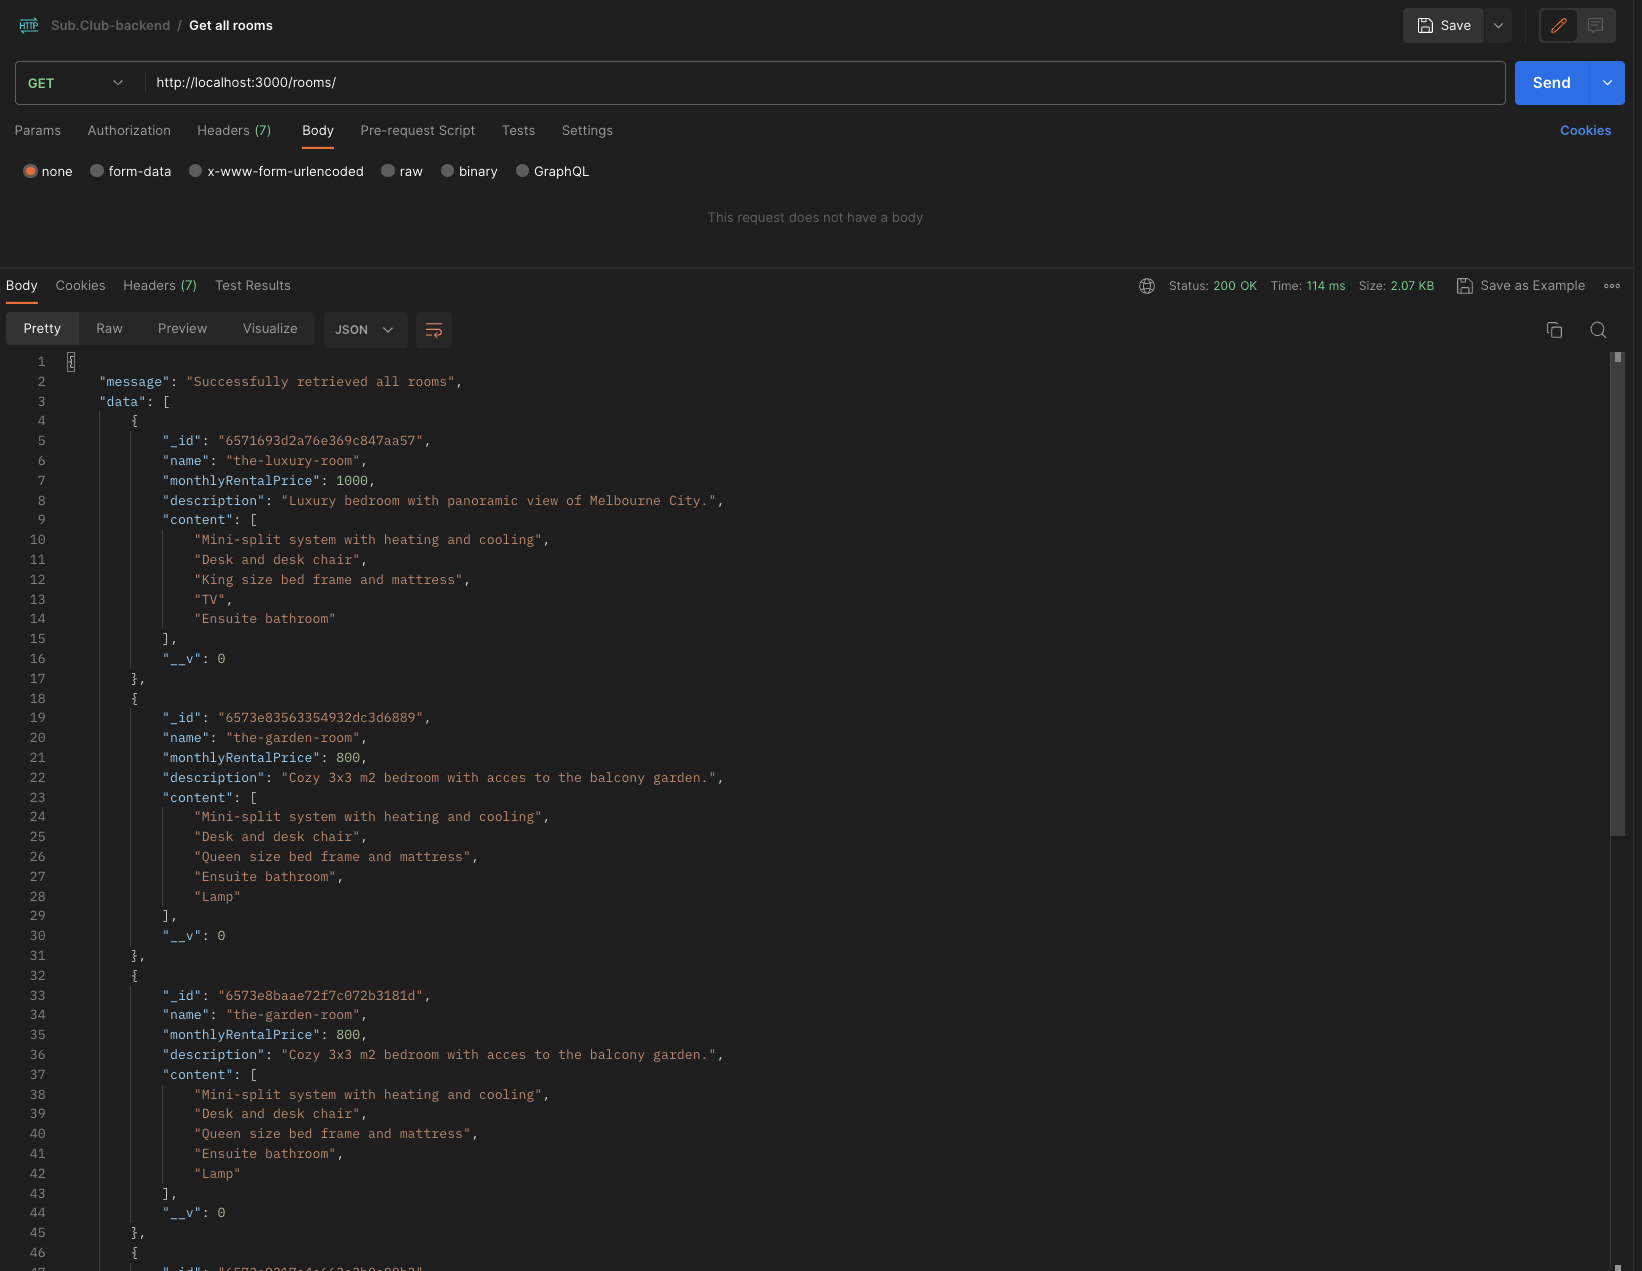 HTTP Sub.Club-backend / Get all rooms Save
GET http://localhost:3000/rooms/ Send
Params Authorization Headers (7) Body Pre-request Script Tests Settings Cookies
none form-data x-www-form-urlencoded raw binary GraphQL
This request does not have a body
Body Cookies Headers (7) Test Results Status: 200 OK Time: 114 ms Size: 2.07 KB Save as Example
Pretty Raw Preview Visualize JSON
1 {
2 "message": "Successfully retrieved all rooms",
3 "data": [
4 {
5 "_id": "6571693d2a76e369c847aa57",
6 "name": "the-luxury-room",
7 "monthlyRentalPrice": 1000,
8 "description": "Luxury bedroom with panoramic view of Melbourne City.",
9 "content": [
10 "Mini-split system with heating and cooling",
11 "Desk and desk chair",
12 "King size bed frame and mattress",
13 "TV",
14 "Ensuite bathroom"
15 ],
16 "__v": 0
17 },
18 {
19 "_id": "6573e83563354932dc3d6889",
20 "name": "the-garden-room",
21 "monthlyRentalPrice": 800,
22 "description": "Cozy 3x3 m2 bedroom with acces to the balcony garden.",
23 "content": [
24 "Mini-split system with heating and cooling",
25 "Desk and desk chair",
26 "Queen size bed frame and mattress",
27 "Ensuite bathroom",
28 "Lamp"
29 ],
30 "__v": 0
31 },
32 {
33 "_id": "6573e8baae72f7c072b3181d",
34 "name": "the-garden-room",
35 "monthlyRentalPrice": 800,
36 "description": "Cozy 3x3 m2 bedroom with acces to the balcony garden.",
37 "content": [
38 "Mini-split system with heating and cooling",
39 "Desk and desk chair",
40 "Queen size bed frame and mattress",
41 "Ensuite bathroom",
42 "Lamp"
43 ],
44 "__v": 0
45 },
46 {
47 "_id":